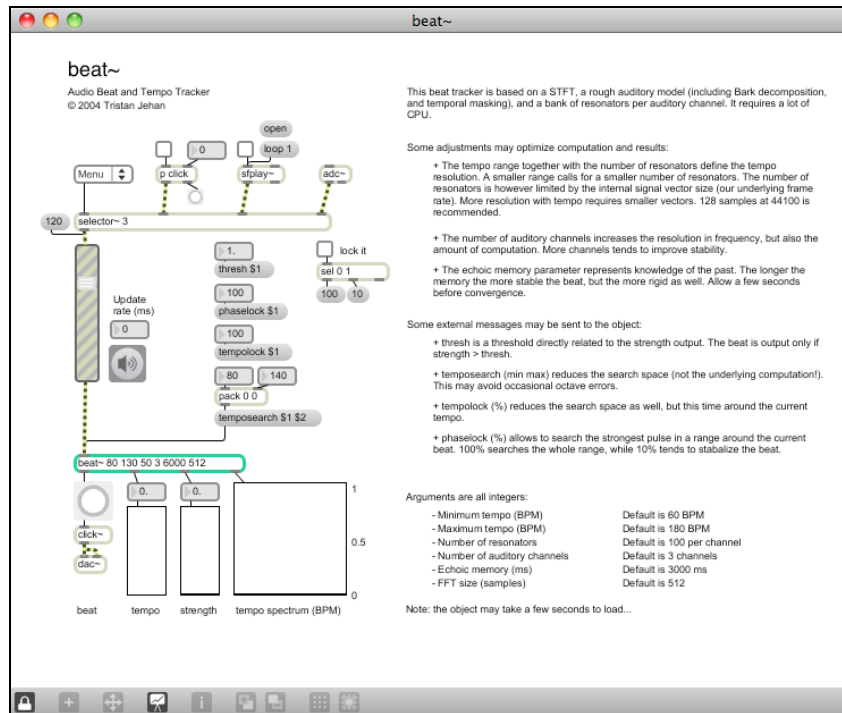 beat~
beat~
Audio Beat and Tempo Tracker
© 2004 Tristan Jehan
open
0
loop 1
Menu
p click
sfplay~
adc~
120
selector~ 3
1.
lock it
thresh $1
sel 0 1
100
100
10
phaselock $1
Update
rate (ms)
0
100
tempolock $1
80
140
pack 0 0
temposearch $1 $2
beat~ 80 130 50 3 6000 512
0.
0.
1
click~
0.5
dac~
0
beat
tempo
strength
tempo spectrum (BPM)
This beat tracker is based on a STFT, a rough auditory model (including Bark decomposition,
and temporal masking), and a bank of resonators per auditory channel. It requires a lot of
CPU.
Some adjustments may optimize computation and results:
+ The tempo range together with the number of resonators define the tempo
resolution. A smaller range calls for a smaller number of resonators. The number of
resonators is however limited by the internal signal vector size (our underlying frame
rate). More resolution with tempo requires smaller vectors. 128 samples at 44100 is
recommended.
+ The number of auditory channels increases the resolution in frequency, but also the
amount of computation. More channels tends to improve stability.
+ The echoic memory parameter represents knowledge of the past. The longer the
memory the more stable the beat, but the more rigid as well. Allow a few seconds
before convergence.
Some external messages may be sent to the object:
+ thresh is a threshold directly related to the strength output. The beat is output only if
strength > thresh.
+ temposearch (min max) reduces the search space (not the underlying computation!).
This may avoid occasional octave errors.
+ tempolock (%) reduces the search space as well, but this time around the current
tempo.
+ phaselock (%) allows to search the strongest pulse in a range around the current
beat. 100% searches the whole range, while 10% tends to stabalize the beat.
Arguments are all integers:
- Minimum tempo (BPM) Default is 60 BPM
- Maximum tempo (BPM) Default is 180 BPM
- Number of resonators Default is 100 per channel
- Number of auditory channels Default is 3 channels
- Echoic memory (ms) Default is 3000 ms
- FFT size (samples) Default is 512
Note: the object may take a few seconds to load...